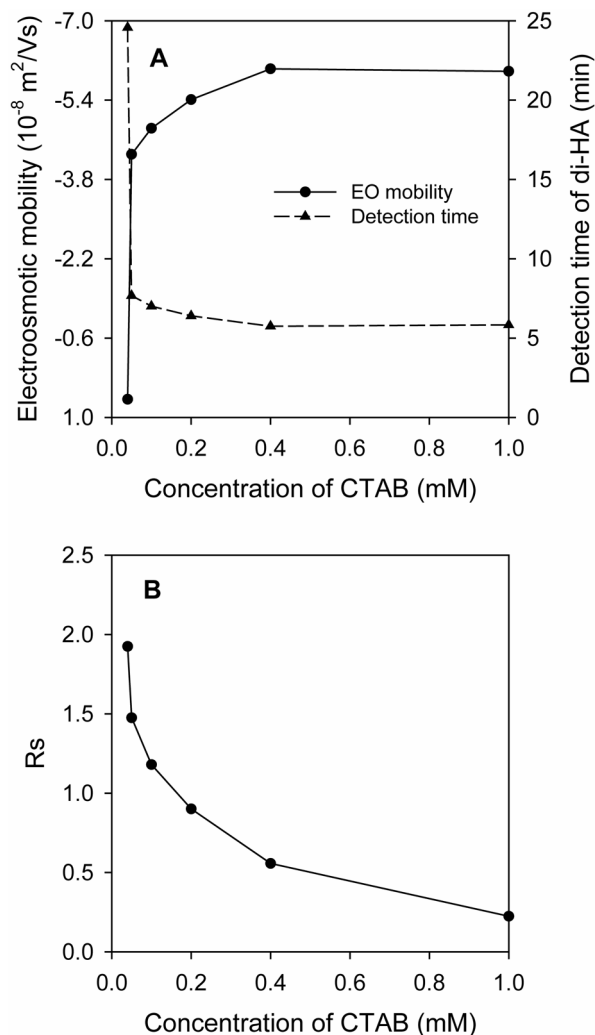 A
Electroosmotic mobility (10⁻⁸ m²/Vs)
-7.0
-5.4
-3.8
-2.2
-0.6
1.0
EO mobility
Detection time
25
20
15
10
5
0
Detection time of di-HA (min)
0.0 0.2 0.4 0.6 0.8 1.0
Concentration of CTAB (mM)
B
Rs
2.5
2.0
1.5
1.0
0.5
0.0
0.0 0.2 0.4 0.6 0.8 1.0
Concentration of CTAB (mM)